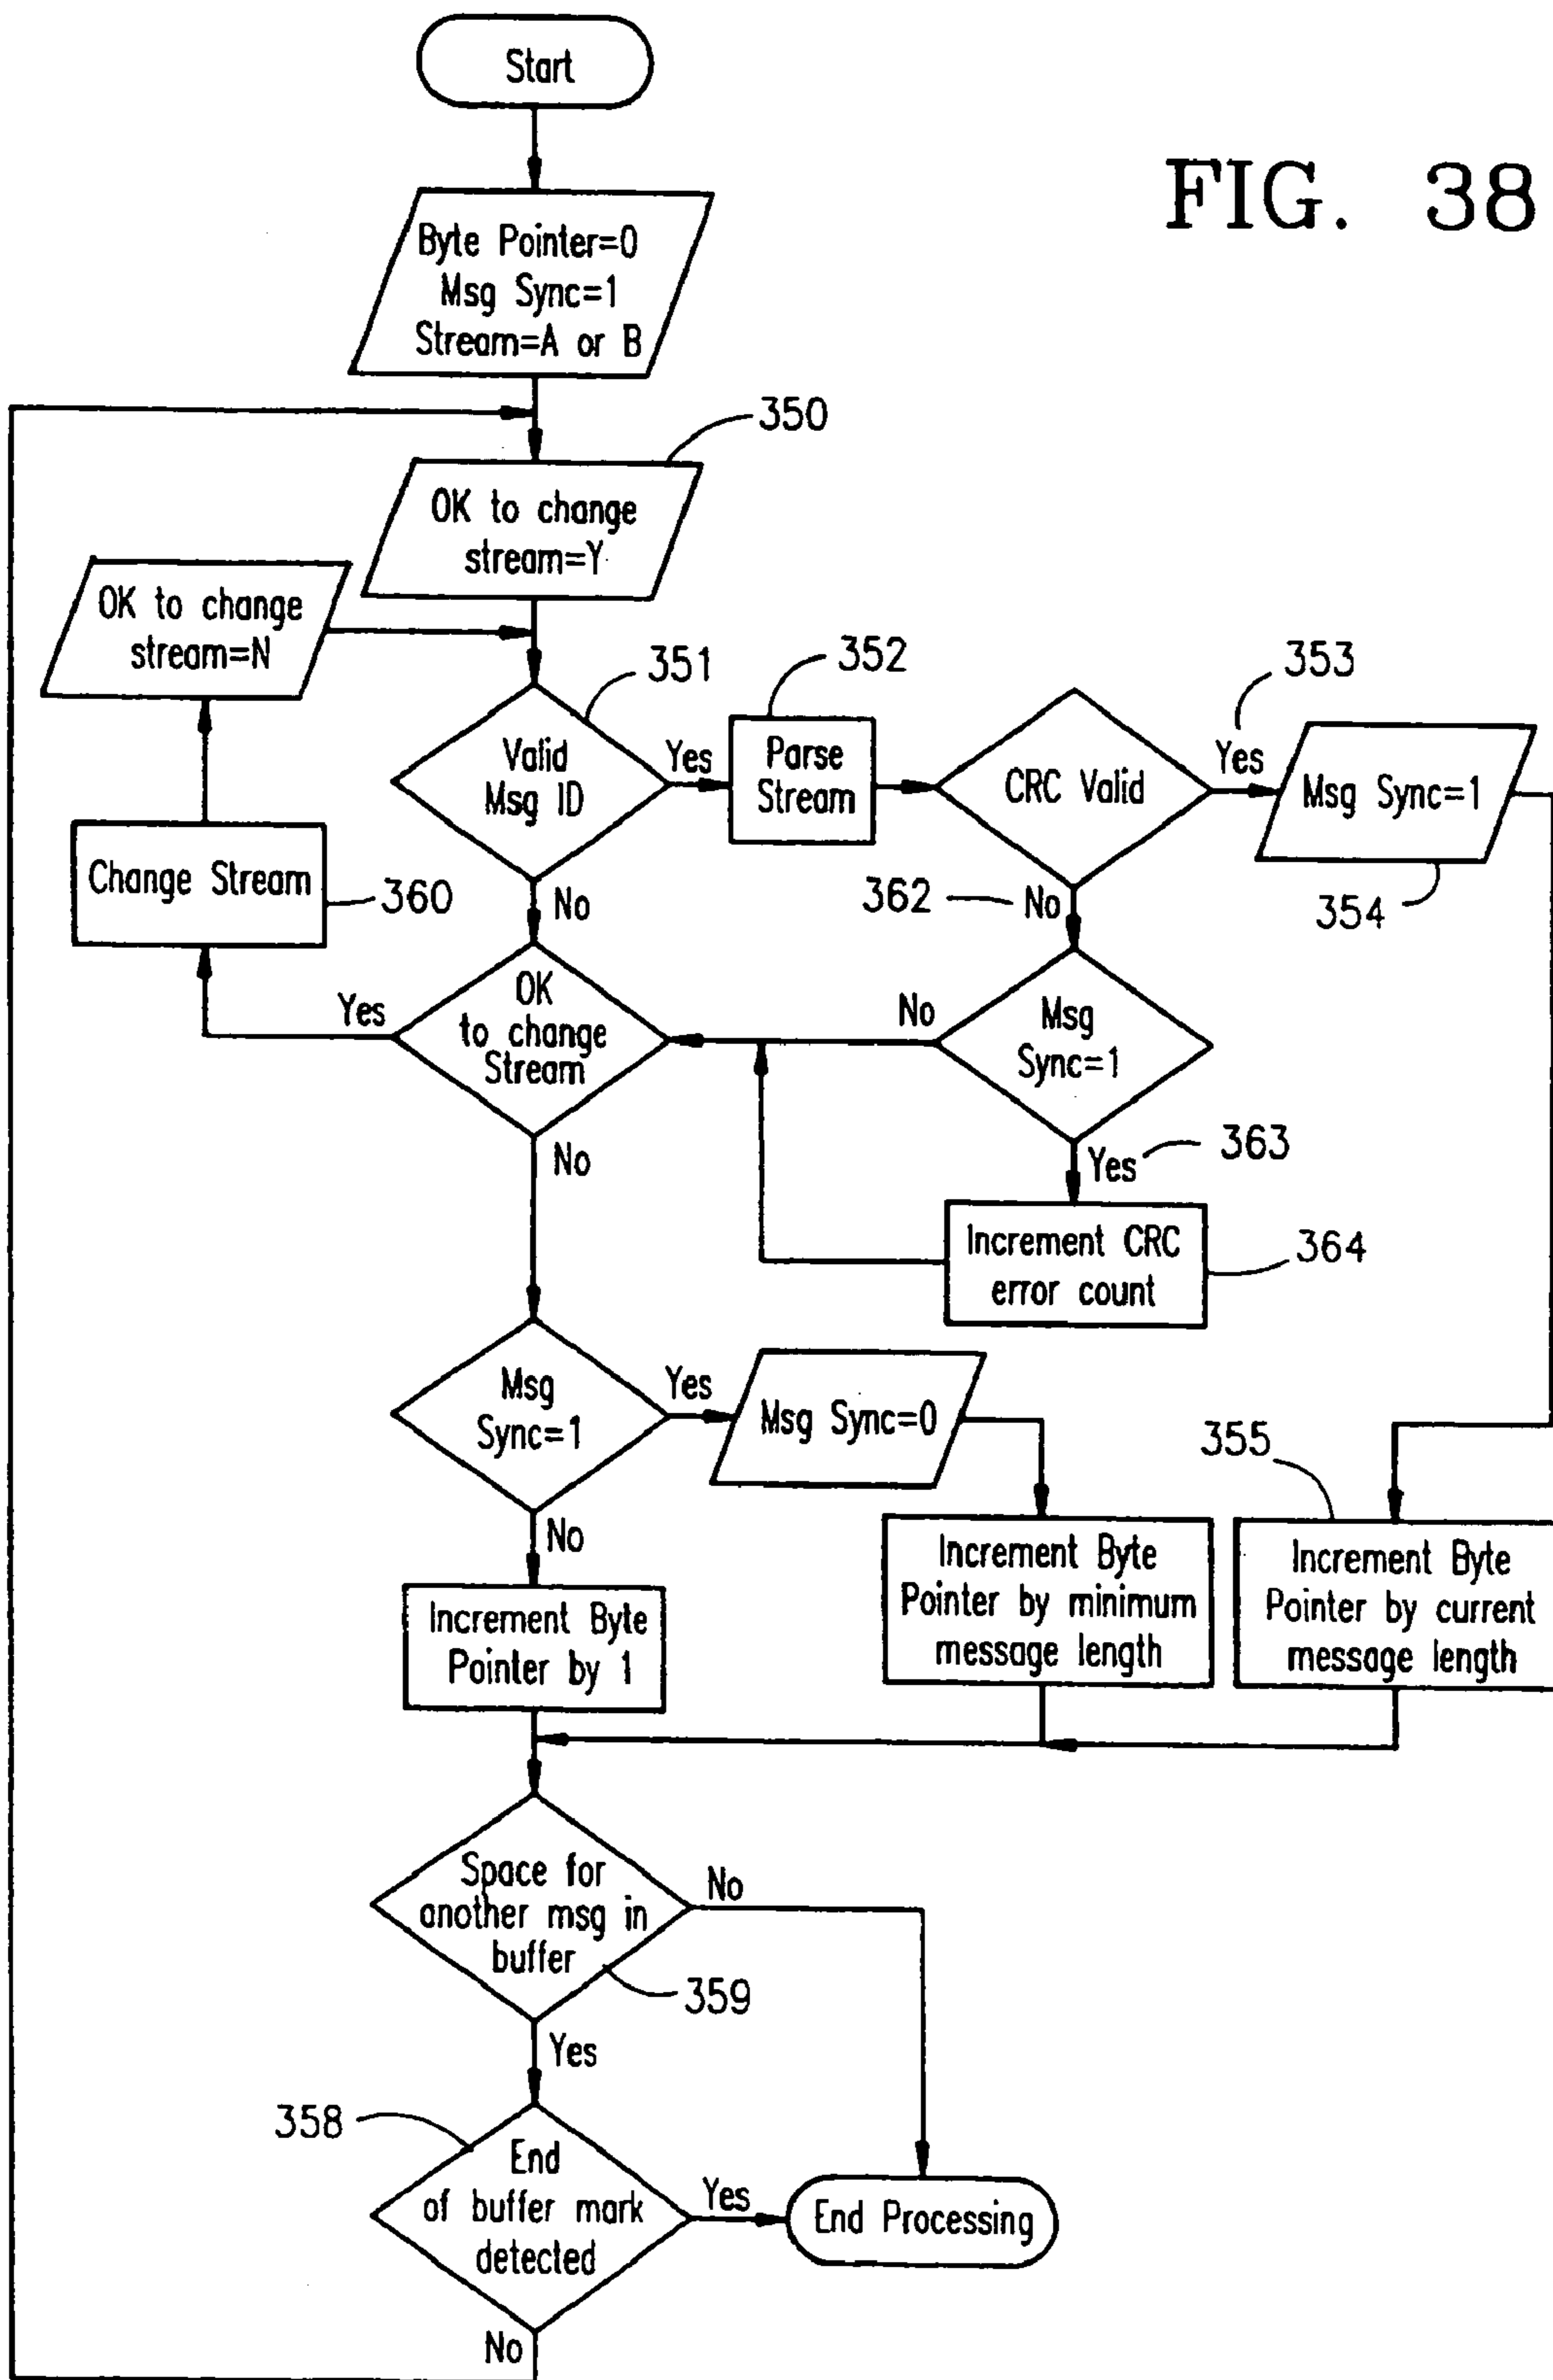 Start
FIG. 38
Byte Pointer=0
Msg Sync=1
Stream=A or B
350
OK to change
stream=Y
OK to change
stream=N
351
352
353
Valid
Msg ID
Yes
Parse
Stream
CRC Valid
Yes
Msg Sync=1
354
Change Stream
360
No
362
No
OK
to change
Stream
Yes
No
Msg
Sync=1
No
Yes
363
Increment CRC
error count
364
Msg
Sync=1
Yes
Msg Sync=0
355
No
Increment Byte
Pointer by 1
Increment Byte
Pointer by minimum
message length
Increment Byte
Pointer by current
message length
Space for
another msg in
buffer
No
359
Yes
358
End
of buffer mark
detected
Yes
End Processing
No